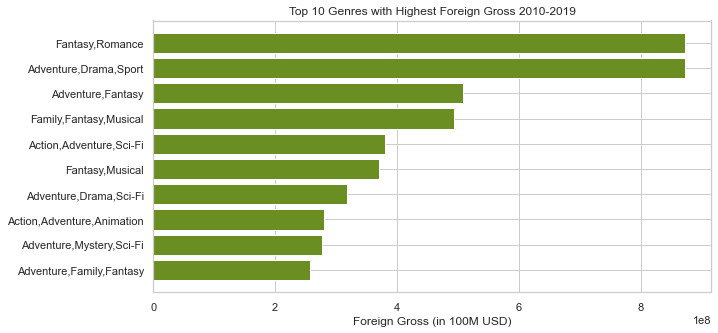 Top 10 Genres with Highest Foreign Gross 2010-2019
Fantasy,Romance
Adventure,Drama,Sport
Adventure,Fantasy
Family,Fantasy,Musical
Action,Adventure,Sci-Fi
Fantasy,Musical
Adventure,Drama,Sci-Fi
Action,Adventure,Animation
Adventure,Mystery,Sci-Fi
Adventure,Family,Fantasy
0 2 4 6 8
1e8
Foreign Gross (in 100M USD)